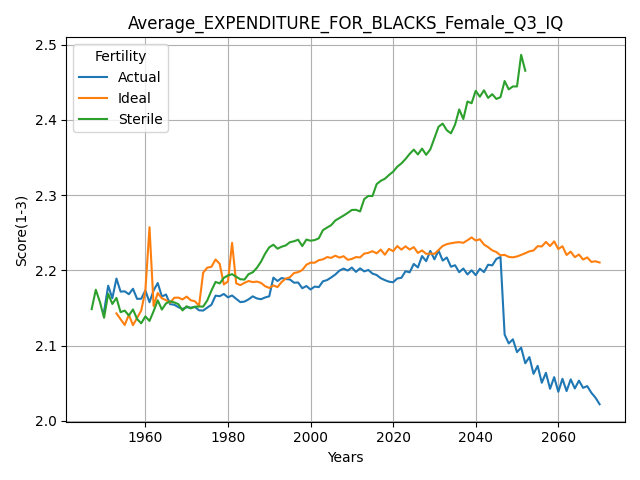 Average_EXPENDITURE_FOR_BLACKS_Female_Q3_IQ
Fertility
Actual
Ideal
Sterile
Score(1-3)
2.5
2.4
2.3
2.2
2.1
2.0
1960 1980 2000 2020 2040 2060
Years